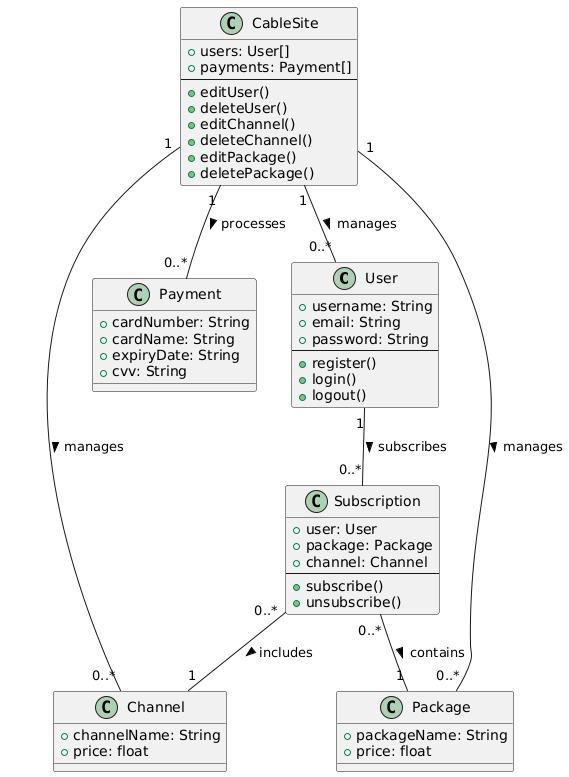 C CableSite
users: User[]
payments: Payment[]
editUser()
deleteUser()
editChannel()
deleteChannel()
editPackage()
deletePackage()
1
1
1
1
processes
manages
0..*
0..*
C Payment
cardNumber: String
cardName: String
expiryDate: String
cvv: String
C User
username: String
email: String
password: String
register()
login()
logout()
1
manages
subscribes
manages
0..*
C Subscription
user: User
package: Package
channel: Channel
subscribe()
unsubscribe()
0..*
0..*
includes
contains
0..*
1
1
0..*
C Channel
channelName: String
price: float
C Package
packageName: String
price: float